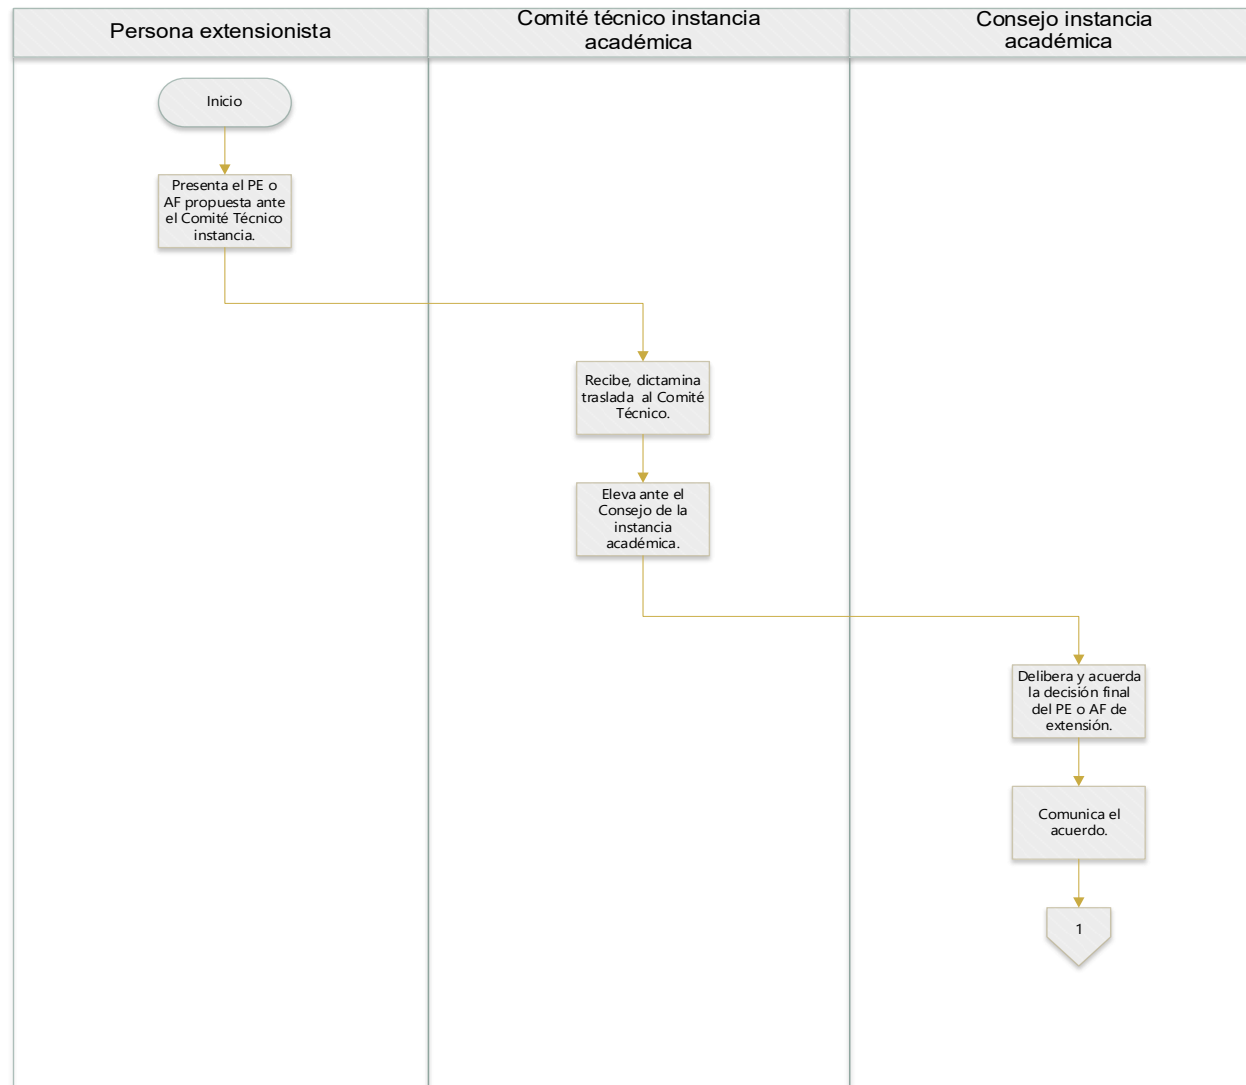 Persona extensionista
Comité técnico instancia
académica
Consejo instancia
académica
Inicio
Presenta el PE o
AF propuesta ante
el Comité Técnico
instancia.
Recibe, dictamina
traslada al Comité
Técnico.
Eleva ante el
Consejo de la
instancia
académica.
Delibera y acuerda
la decisión final
del PE o AF de
extensión.
Comunica el
acuerdo.
1